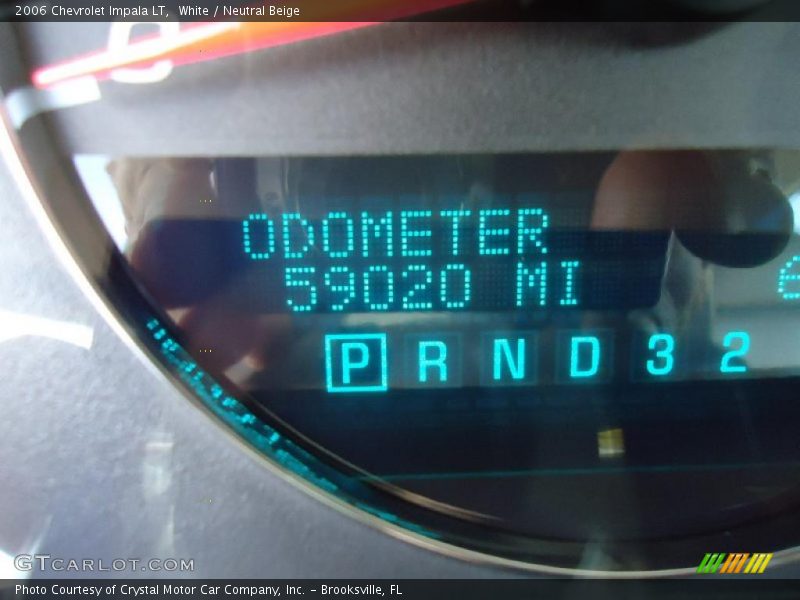 2006 Chevrolet Impala LT,  White / Neutral Beige
ODOMETER
59020 MI
6
P R N D 3 2
GTCARLOT.COM
Photo Courtesy of Crystal Motor Car Company, Inc. – Brooksville, FL